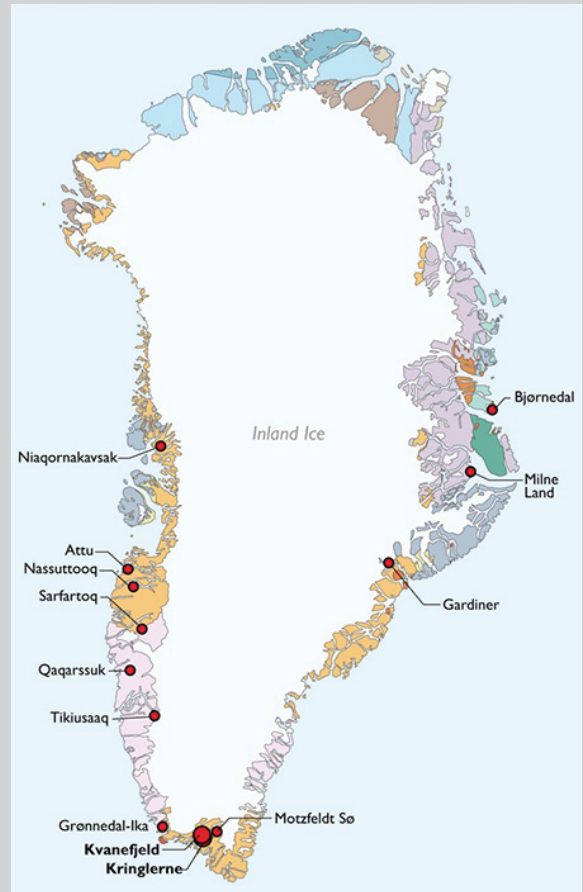 Bjørnedal
Inland Ice
Niaqornakavsak
Milne
Land
Attu
Nassuttooq
Gardiner
Sarfartoq
Qaqarssuk
Tikiusaaq
Grønnedal-Ika
Motzfeldt Sø
Kvanefjeld
Kringlerne